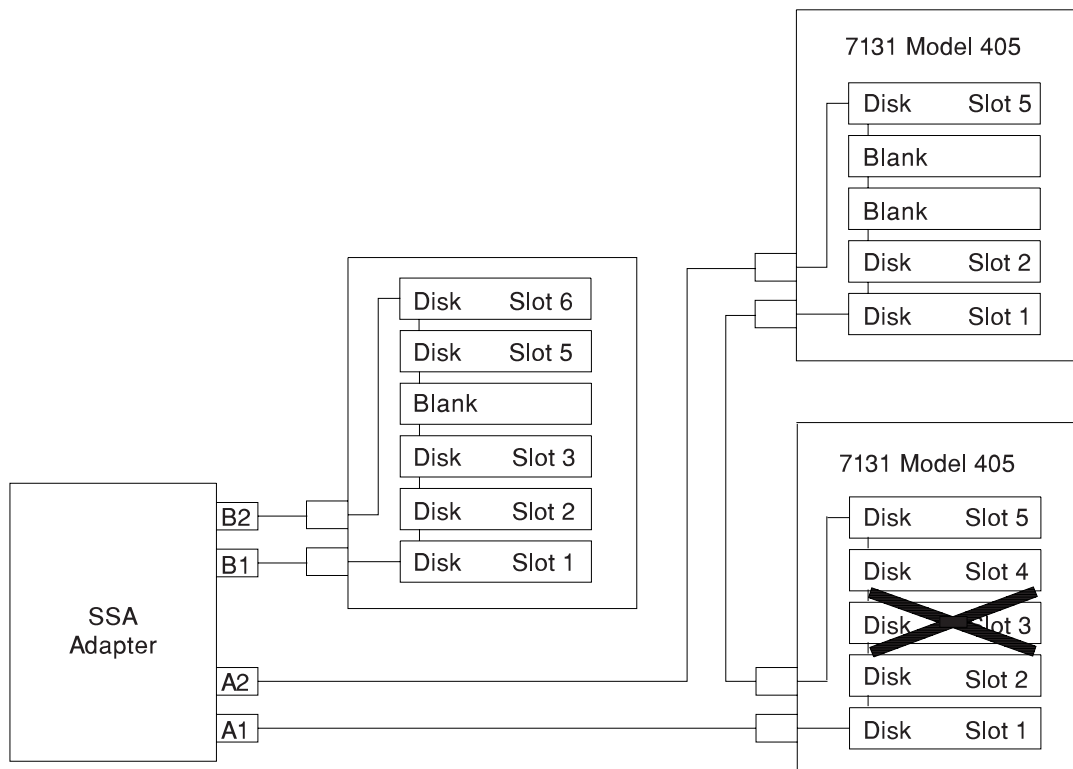 7131 Model 405
Disk Slot 5
Blank
Blank
Disk Slot 2
Disk Slot 1
Disk Slot 6
Disk Slot 5
Blank
Disk Slot 3
Disk Slot 2
Disk Slot 1
B2
B1
SSA
Adapter
A2
A1
7131 Model 405
Disk Slot 5
Disk Slot 4
Disk Slot 3
Disk Slot 2
Disk Slot 1